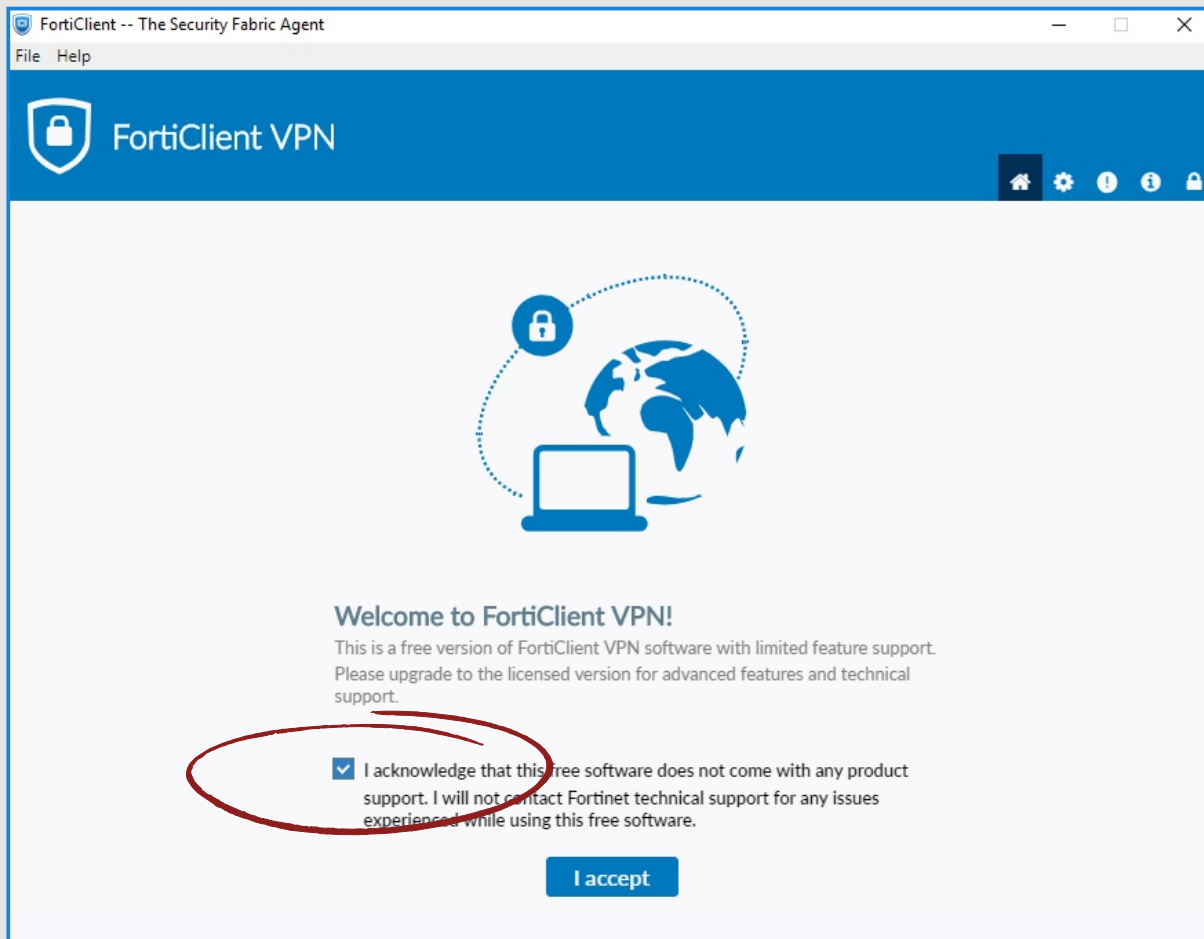 FortiClient -- The Security Fabric Agent
File Help
FortiClient VPN
Welcome to FortiClient VPN!
This is a free version of FortiClient VPN software with limited feature support.
Please upgrade to the licensed version for advanced features and technical
support.
I acknowledge that this free software does not come with any product
support. I will not contact Fortinet technical support for any issues
experienced while using this free software.
I accept